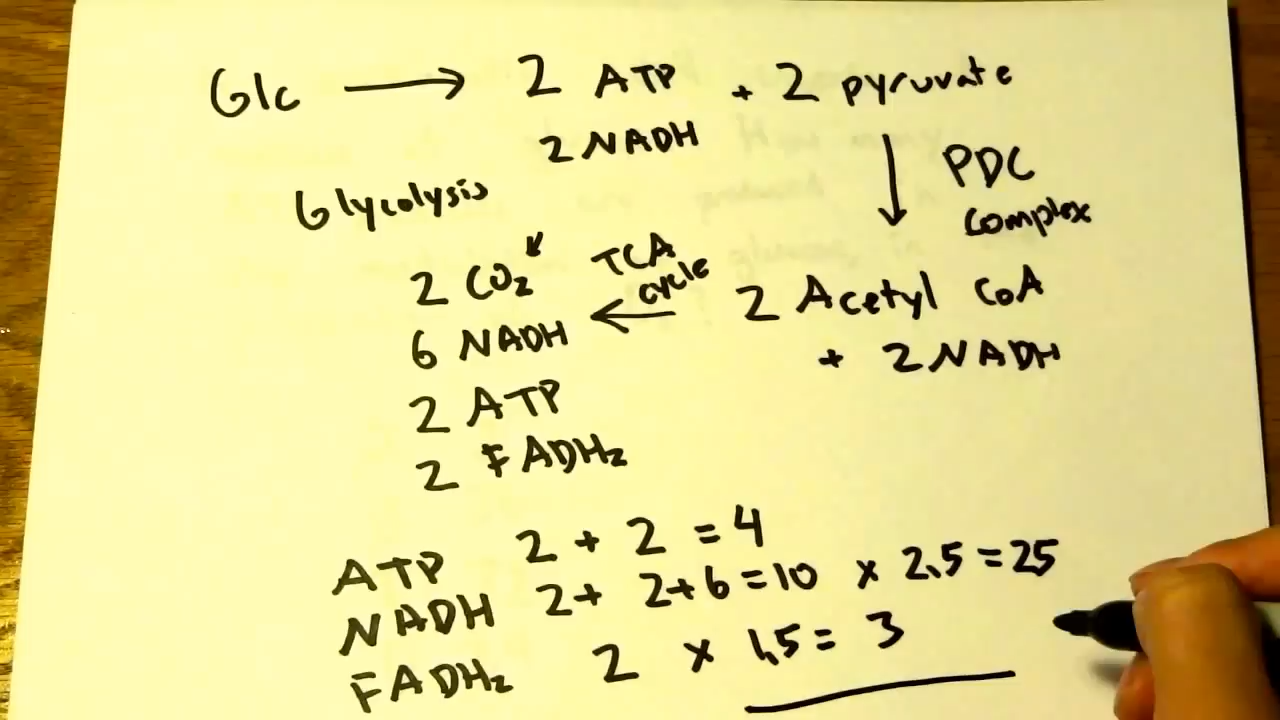 Glc → 2 ATP + 2 pyruvate
2 NADH
Glycolysis
PDC
complex
2 CO₂
TCA
cycle
6 NADH
← 2 Acetyl CoA
+ 2 NADH
2 ATP
2 FADH₂
ATP 2 + 2 = 4
NADH 2 + 2 + 6 = 10 x 2,5 = 25
FADH₂ 2 x 1,5 = 3